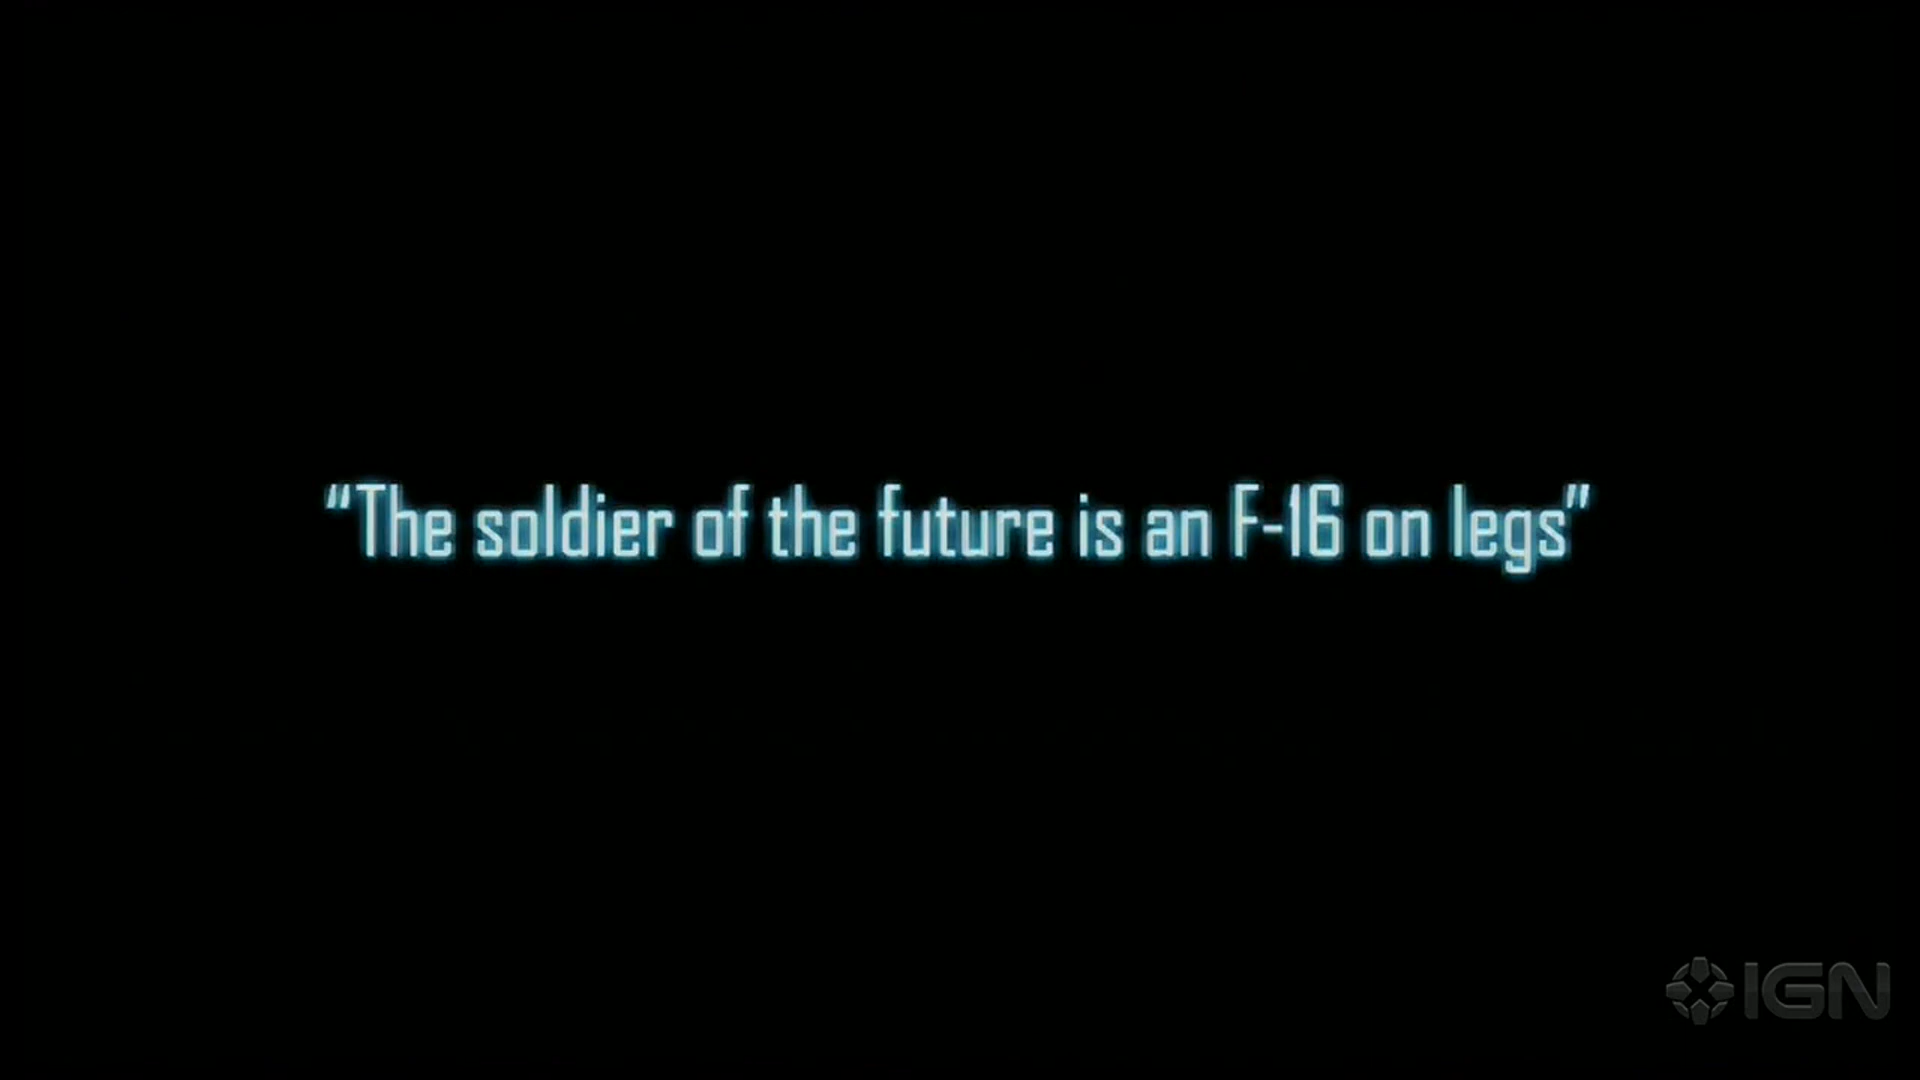 “The soldier of the future is an F-16 on legs”
IGN